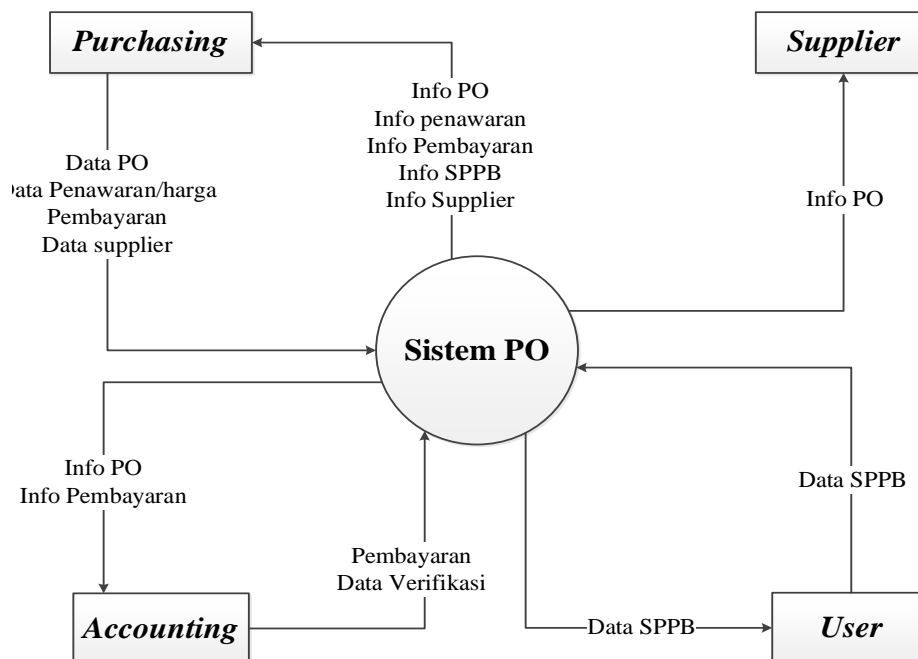 Purchasing
Supplier
Info PO
Info penawaran
Info Pembayaran
Info SPPB
Info Supplier
Data PO
Penawaran/harga
Pembayaran
Data supplier
Info PO
Sistem PO
Info PO
Info Pembayaran
Data SPPB
Pembayaran
Data Verifikasi
Data SPPB
Accounting
User